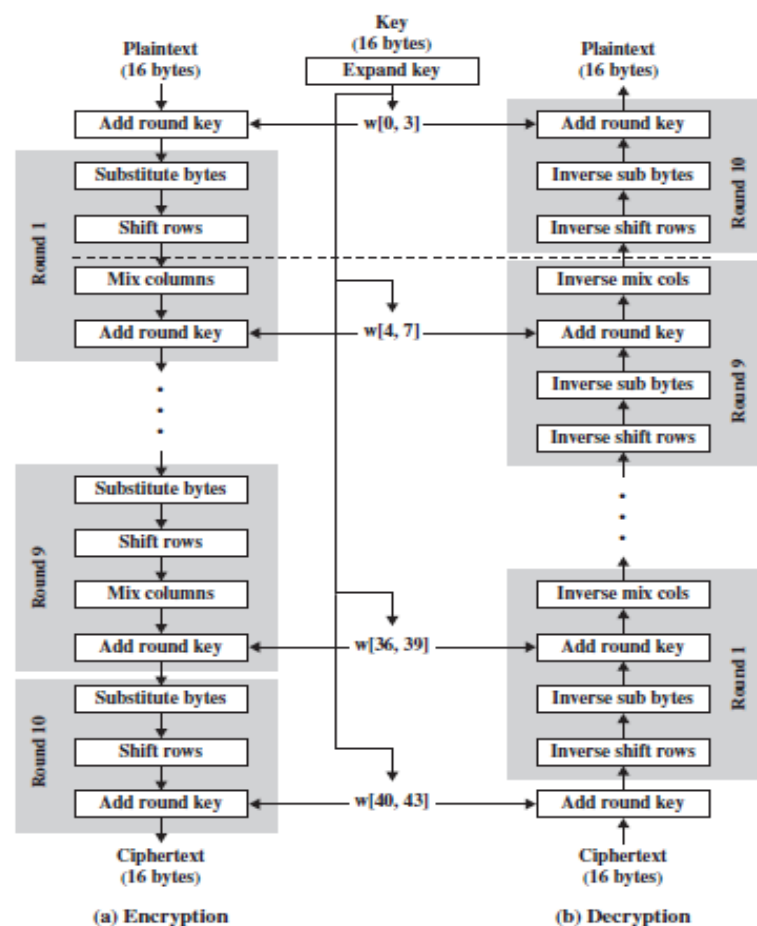 Key
(16 bytes)
Expand key
Plaintext
(16 bytes)
Add round key
Round 1
Substitute bytes
Shift rows
Mix columns
Add round key
Round 9
Substitute bytes
Shift rows
Mix columns
Add round key
Round 10
Substitute bytes
Shift rows
Add round key
Ciphertext
(16 bytes)
(a) Encryption
w[0, 3]
w[4, 7]
w[36, 39]
w[40, 43]
Plaintext
(16 bytes)
Add round key
Inverse sub bytes
Inverse shift rows
Round 10
Inverse mix cols
Add round key
Inverse sub bytes
Inverse shift rows
Round 9
Inverse mix cols
Add round key
Inverse sub bytes
Inverse shift rows
Round 1
Add round key
Ciphertext
(16 bytes)
(b) Decryption